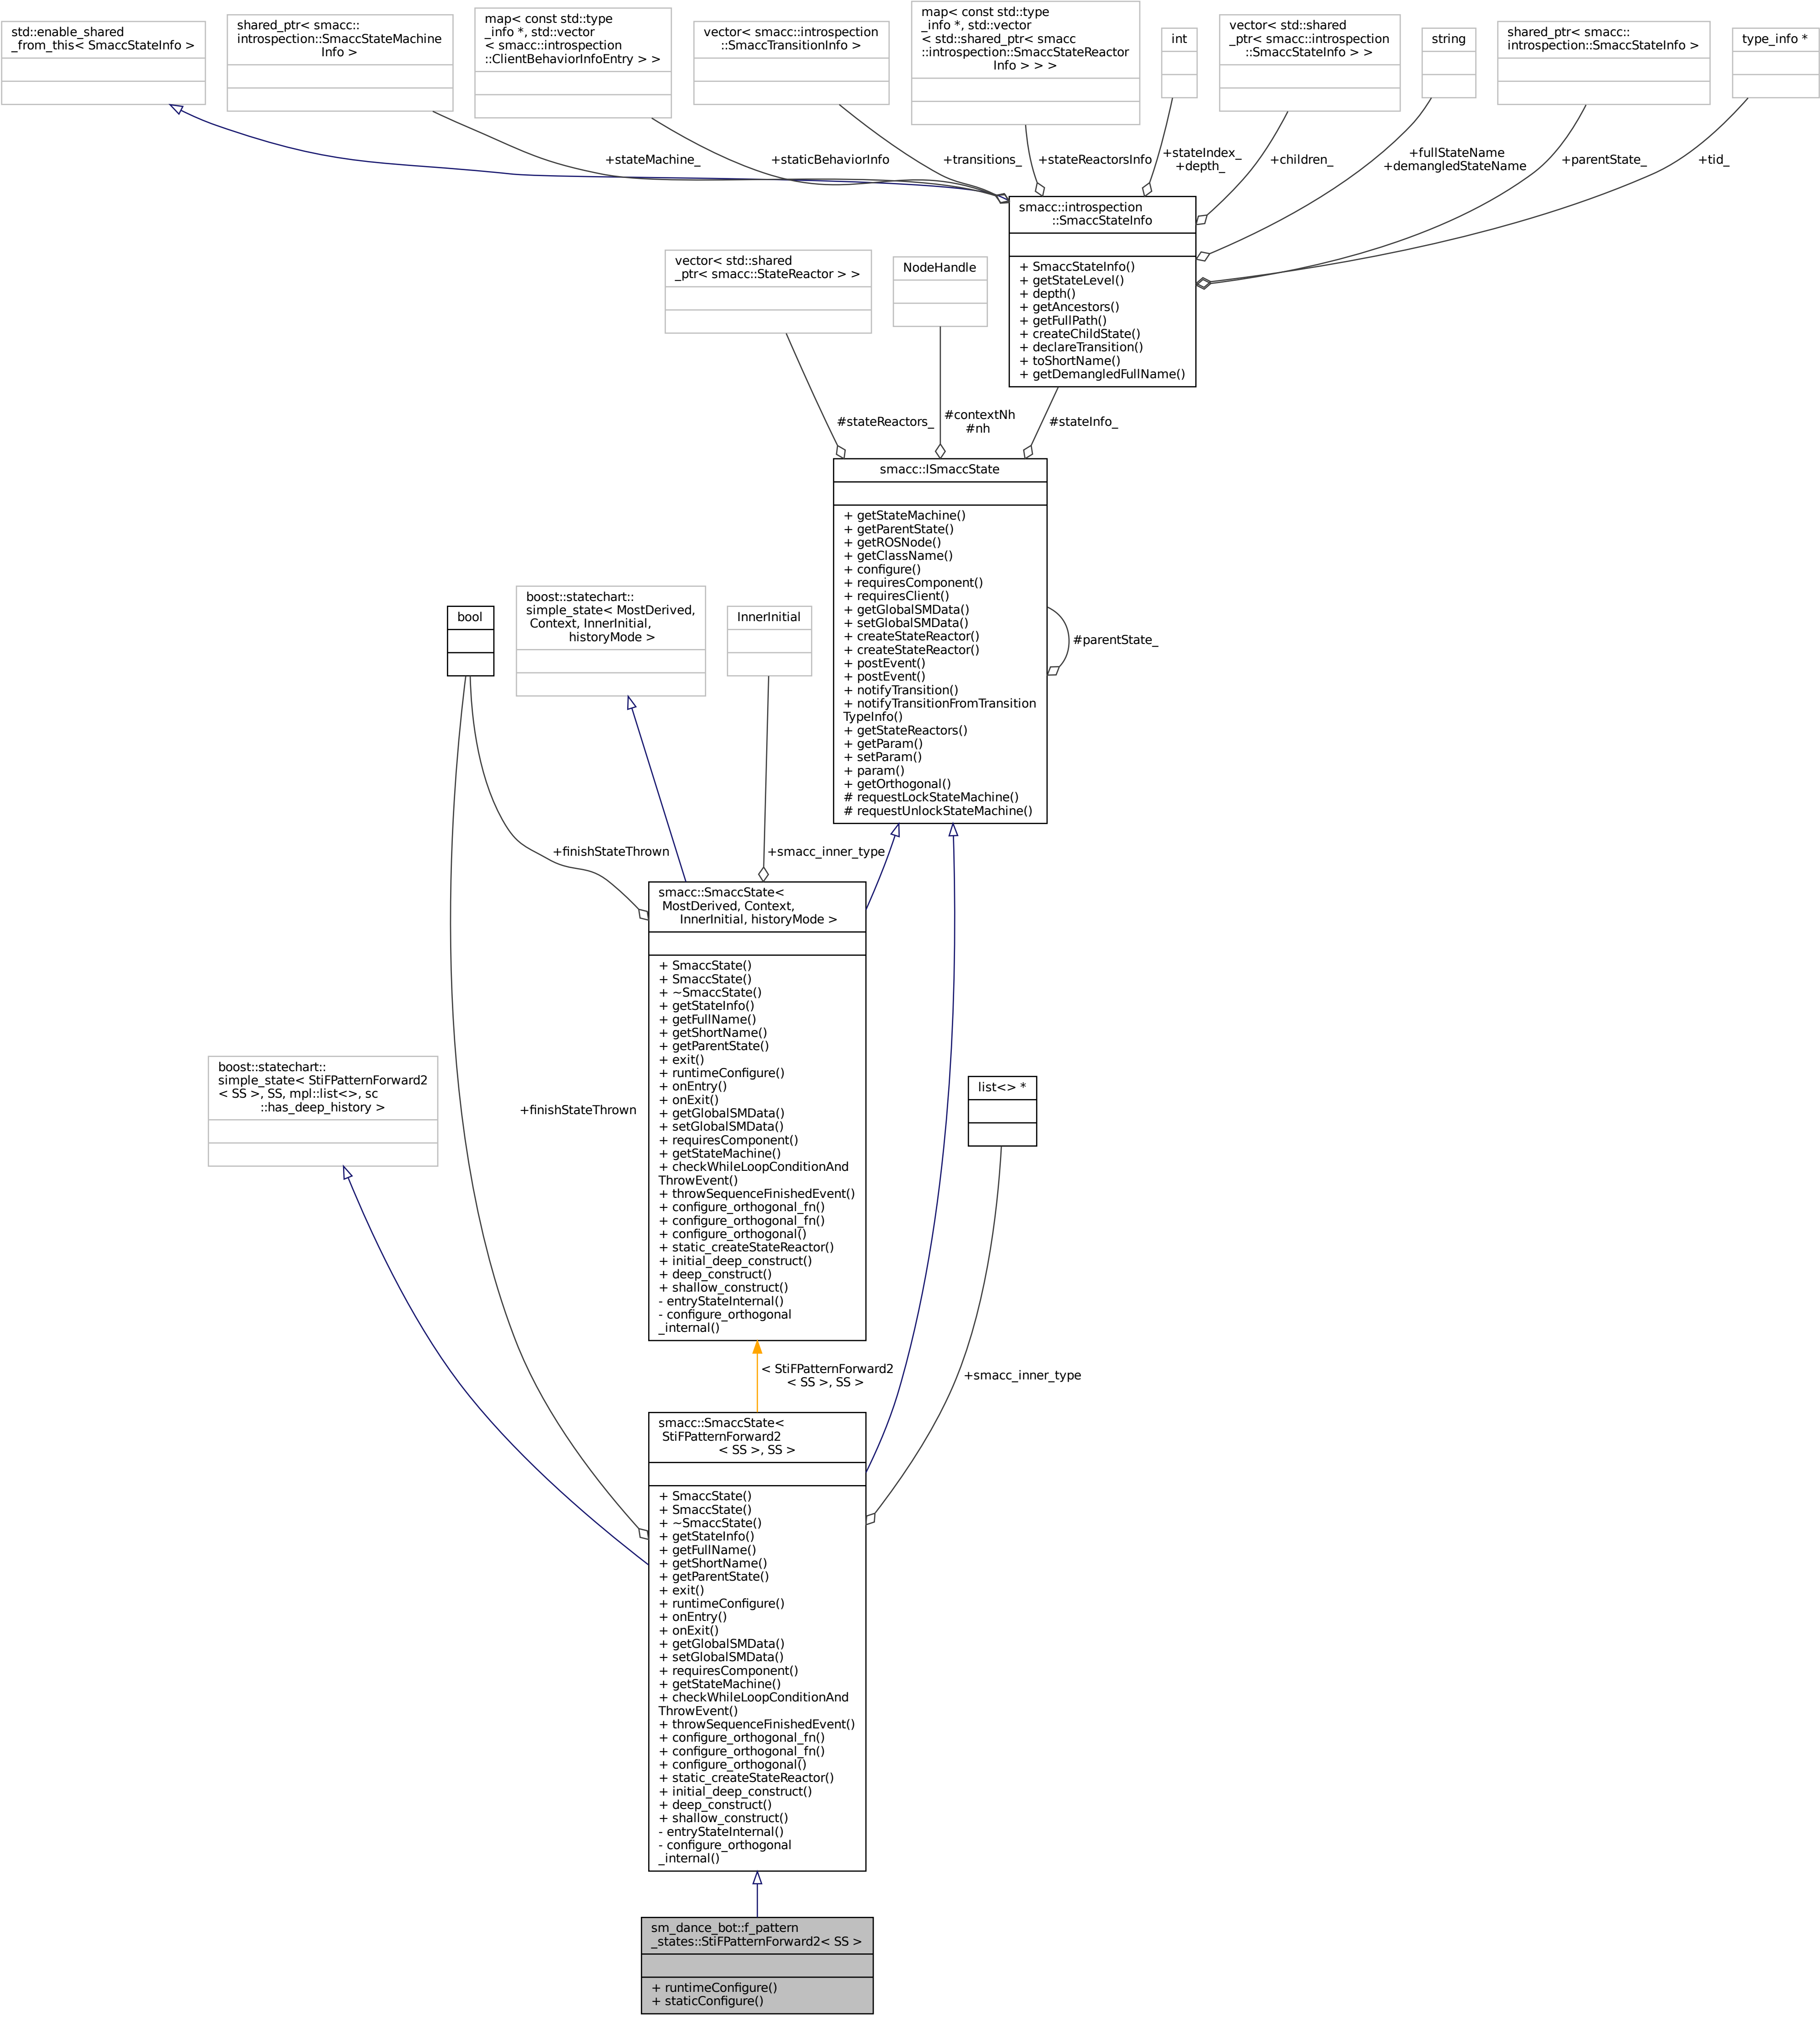 std::enable_shared
_from_this< SmaccStateInfo >
shared_ptr< smacc::
introspection::SmaccStateMachine
Info >
map< const std::type
_info *, std::vector
< smacc::introspection
::ClientBehaviorInfoEntry > >
vector< smacc::introspection
::SmaccTransitionInfo >
map< const std::type
_info *, std::vector
< std::shared_ptr< smacc
::introspection::SmaccStateReactor
Info > > >
int
vector< std::shared
_ptr< smacc::introspection
::SmaccStateInfo > >
string
shared_ptr< smacc::
introspection::SmaccStateInfo >
type_info *
+stateMachine_
+staticBehaviorInfo
+transitions_
+stateReactorsInfo
+stateIndex_
+depth_
+children_
+fullStateName
+demangledStateName
+parentState_
+tid_
smacc::introspection
::SmaccStateInfo
+ SmaccStateInfo()
+ getStateLevel()
+ depth()
+ getAncestors()
+ getFullPath()
+ createChildState()
+ declareTransition()
+ toShortName()
+ getDemangledFullName()
vector< std::shared
_ptr< smacc::StateReactor > >
NodeHandle
#stateReactors_
#contextNh
#nh
#stateInfo_
smacc::ISmaccState
+ getStateMachine()
+ getParentState()
+ getROSNode()
+ getClassName()
+ configure()
+ requiresComponent()
+ requiresClient()
+ getGlobalSMData()
+ setGlobalSMData()
+ createStateReactor()
+ createStateReactor()
+ postEvent()
+ postEvent()
+ notifyTransition()
+ notifyTransitionFromTransition
TypeInfo()
+ getStateReactors()
+ getParam()
+ setParam()
+ param()
+ getOrthogonal()
# requestLockStateMachine()
# requestUnlockStateMachine()
#parentState_
bool
boost::statechart::
simple_state< MostDerived,
Context, InnerInitial,
historyMode >
InnerInitial
+finishStateThrown
+smacc_inner_type
smacc::SmaccState<
MostDerived, Context,
InnerInitial, historyMode >
+ SmaccState()
+ SmaccState()
+ ~SmaccState()
+ getStateInfo()
+ getFullName()
+ getShortName()
+ getParentState()
+ exit()
+ runtimeConfigure()
+ onEntry()
+ onExit()
+ getGlobalSMData()
+ setGlobalSMData()
+ requiresComponent()
+ getStateMachine()
+ checkWhileLoopConditionAnd
ThrowEvent()
+ throwSequenceFinishedEvent()
+ configure_orthogonal_fn()
+ configure_orthogonal_fn()
+ configure_orthogonal()
+ static_createStateReactor()
+ initial_deep_construct()
+ deep_construct()
+ shallow_construct()
- entryStateInternal()
- configure_orthogonal
_internal()
boost::statechart::
simple_state< StiFPatternForward2
< SS >, SS, mpl::list<>, sc
::has_deep_history >
+finishStateThrown
list<> *
< StiFPatternForward2
< SS >, SS >
+smacc_inner_type
smacc::SmaccState<
StiFPatternForward2
< SS >, SS >
+ SmaccState()
+ SmaccState()
+ ~SmaccState()
+ getStateInfo()
+ getFullName()
+ getShortName()
+ getParentState()
+ exit()
+ runtimeConfigure()
+ onEntry()
+ onExit()
+ getGlobalSMData()
+ setGlobalSMData()
+ requiresComponent()
+ getStateMachine()
+ checkWhileLoopConditionAnd
ThrowEvent()
+ throwSequenceFinishedEvent()
+ configure_orthogonal_fn()
+ configure_orthogonal_fn()
+ configure_orthogonal()
+ static_createStateReactor()
+ initial_deep_construct()
+ deep_construct()
+ shallow_construct()
- entryStateInternal()
- configure_orthogonal
_internal()
sm_dance_bot::f_pattern
_states::StiFPatternForward2< SS >
+ runtimeConfigure()
+ staticConfigure()